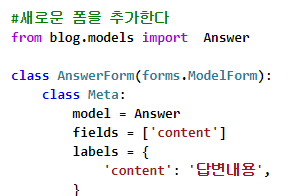 #새로운 폼을 추가한다
from blog.models import  Answer

class AnswerForm(forms.ModelForm):
    class Meta:
        model = Answer
        fields = ['content']
        labels = {
            'content': '답변내용',
        }